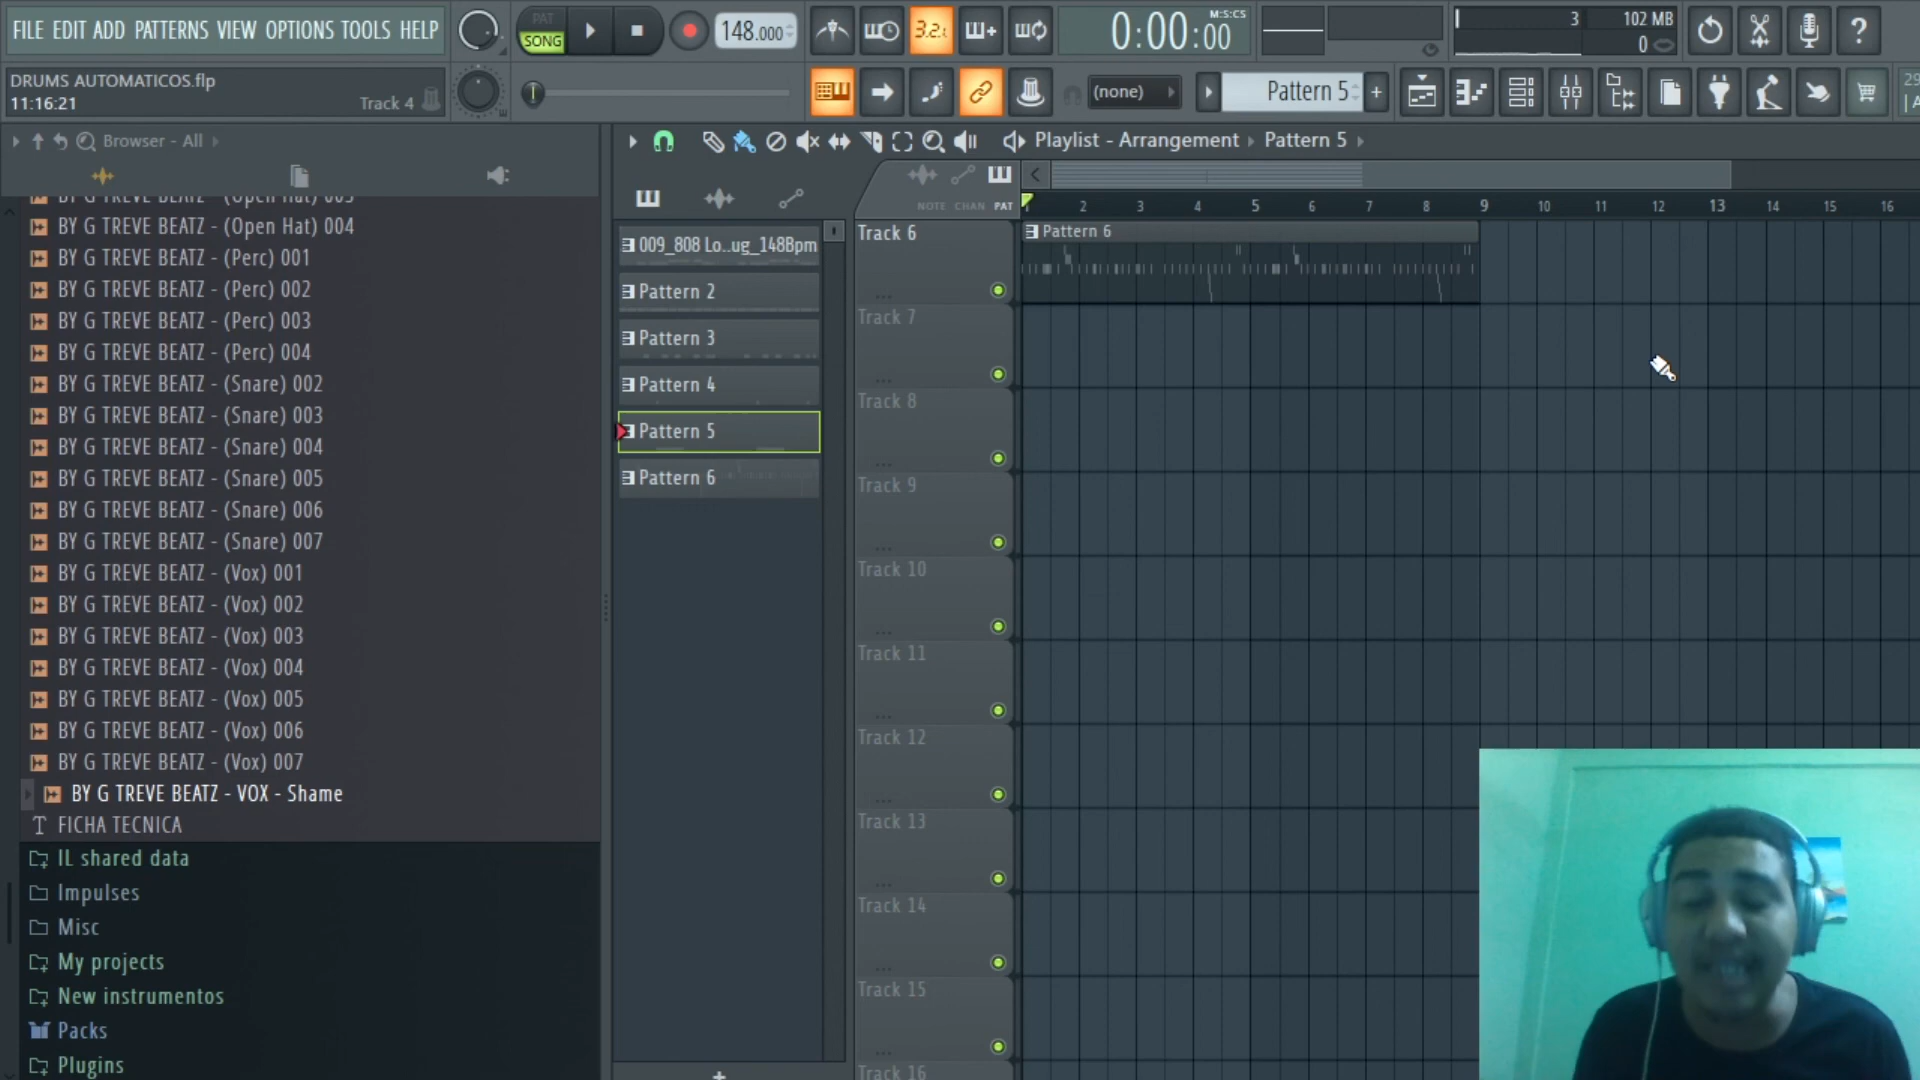 FILE EDIT ADD PATTERNS VIEW OPTIONS TOOLS HELP
PAT
SONG
148.000
3.2.
0:00:00
M:S:CS
3
102 MB
0
DRUMS AUTOMATICOS.flp
11:16:21
Track 4
(none)
Pattern 5
+
29
Browser - All
Playlist - Arrangement
Pattern 5
NOTE CHAN PAT
2 3 4 5 6 7 8 9 10 11 12 13 14 15 16
BY G TREVE BEATZ - (Open Hat) 003
BY G TREVE BEATZ - (Open Hat) 004
BY G TREVE BEATZ - (Perc) 001
BY G TREVE BEATZ - (Perc) 002
BY G TREVE BEATZ - (Perc) 003
BY G TREVE BEATZ - (Perc) 004
BY G TREVE BEATZ - (Snare) 002
BY G TREVE BEATZ - (Snare) 003
BY G TREVE BEATZ - (Snare) 004
BY G TREVE BEATZ - (Snare) 005
BY G TREVE BEATZ - (Snare) 006
BY G TREVE BEATZ - (Snare) 007
BY G TREVE BEATZ - (Vox) 001
BY G TREVE BEATZ - (Vox) 002
BY G TREVE BEATZ - (Vox) 003
BY G TREVE BEATZ - (Vox) 004
BY G TREVE BEATZ - (Vox) 005
BY G TREVE BEATZ - (Vox) 006
BY G TREVE BEATZ - (Vox) 007
BY G TREVE BEATZ - VOX - Shame
FICHA TECNICA
IL shared data
Impulses
Misc
My projects
New instrumentos
Packs
Plugins
009_808 Lo..ug_148Bpm
Pattern 2
Pattern 3
Pattern 4
Pattern 5
Pattern 6
+
Track 6
Track 7
Track 8
Track 9
Track 10
Track 11
Track 12
Track 13
Track 14
Track 15
Track 16
Pattern 6